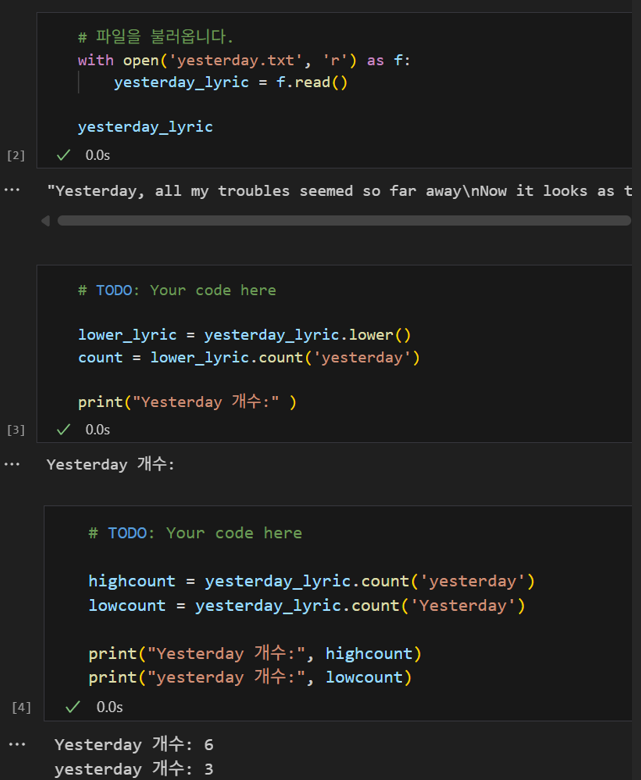 # 파일을 불러옵니다.
with open('yesterday.txt', 'r') as f:
    yesterday_lyric = f.read()
yesterday_lyric
[2]
0.0s
"Yesterday, all my troubles seemed so far away\nNow it looks as t
# TODO: Your code here
lower_lyric = yesterday_lyric.lower()
count = lower_lyric.count('yesterday')
print("Yesterday 개수:" )
[3]
0.0s
Yesterday 개수:
# TODO: Your code here
highcount = yesterday_lyric.count('yesterday')
lowcount = yesterday_lyric.count('Yesterday')
print("Yesterday 개수:", highcount)
print("yesterday 개수:", lowcount)
[4]
0.0s
Yesterday 개수: 6
yesterday 개수: 3